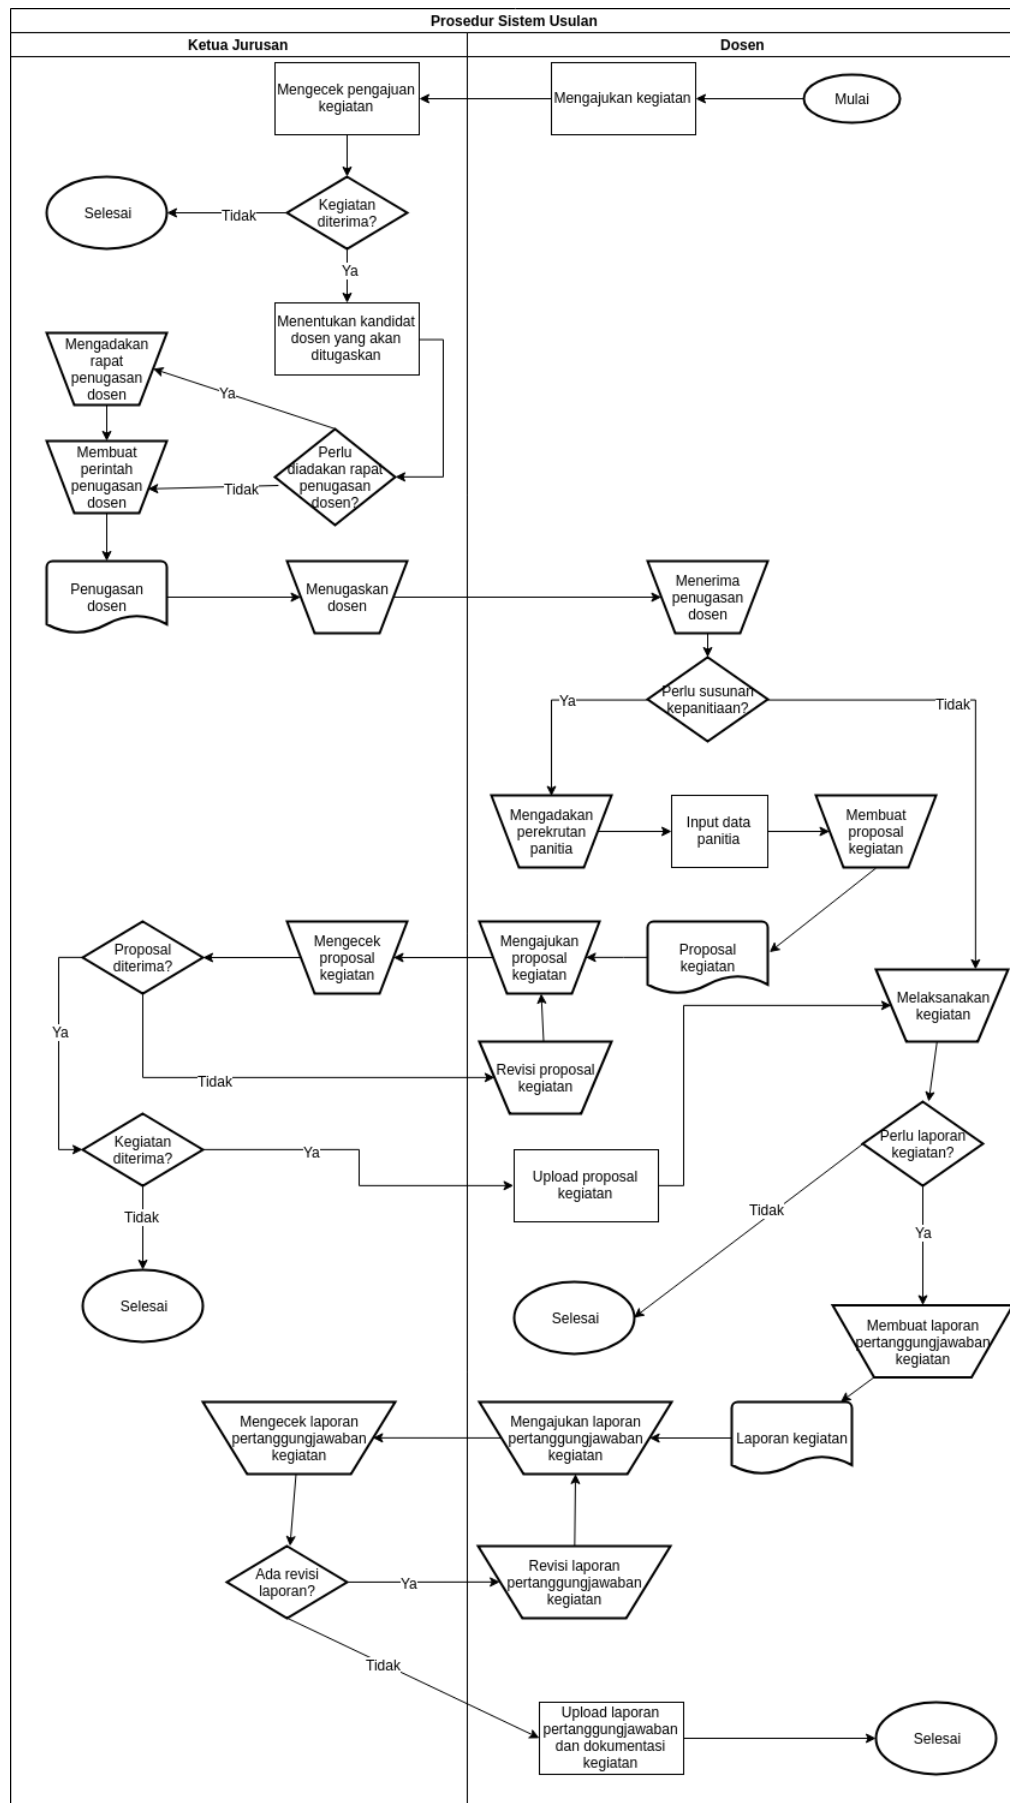 Prosedur Sistem Usulan
Ketua Jurusan
Dosen
Mengecek pengajuan
kegiatan
Mengajukan kegiatan
Mulai
Selesai
Tidak
Kegiatan
diterima?
Ya
Menentukan kandidat
dosen yang akan
ditugaskan
Mengadakan
rapat
penugasan
dosen
Ya
Perlu
diadakan rapat
penugasan
dosen?
Membuat
perintah
penugasan
dosen
Tidak
Penugasan
dosen
Menugaskan
dosen
Menerima
penugasan
dosen
Perlu susunan
kepanitiaan?
Ya
Tidak
Mengadakan
perekrutan
panitia
Input data
panitia
Membuat
proposal
kegiatan
Proposal
diterima?
Mengecek
proposal
kegiatan
Mengajukan
proposal
kegiatan
Proposal
kegiatan
Melaksanakan
kegiatan
Ya
Tidak
Revisi proposal
kegiatan
Kegiatan
diterima?
Ya
Upload proposal
kegiatan
Perlu laporan
kegiatan?
Tidak
Tidak
Ya
Selesai
Selesai
Membuat laporan
pertanggungjawaban
kegiatan
Mengecek laporan
pertanggungjawaban
kegiatan
Mengajukan laporan
pertanggungjawaban
kegiatan
Laporan kegiatan
Ada revisi
laporan?
Ya
Revisi laporan
pertanggungjawaban
kegiatan
Tidak
Upload laporan
pertanggungjawaban
dan dokumentasi
kegiatan
Selesai